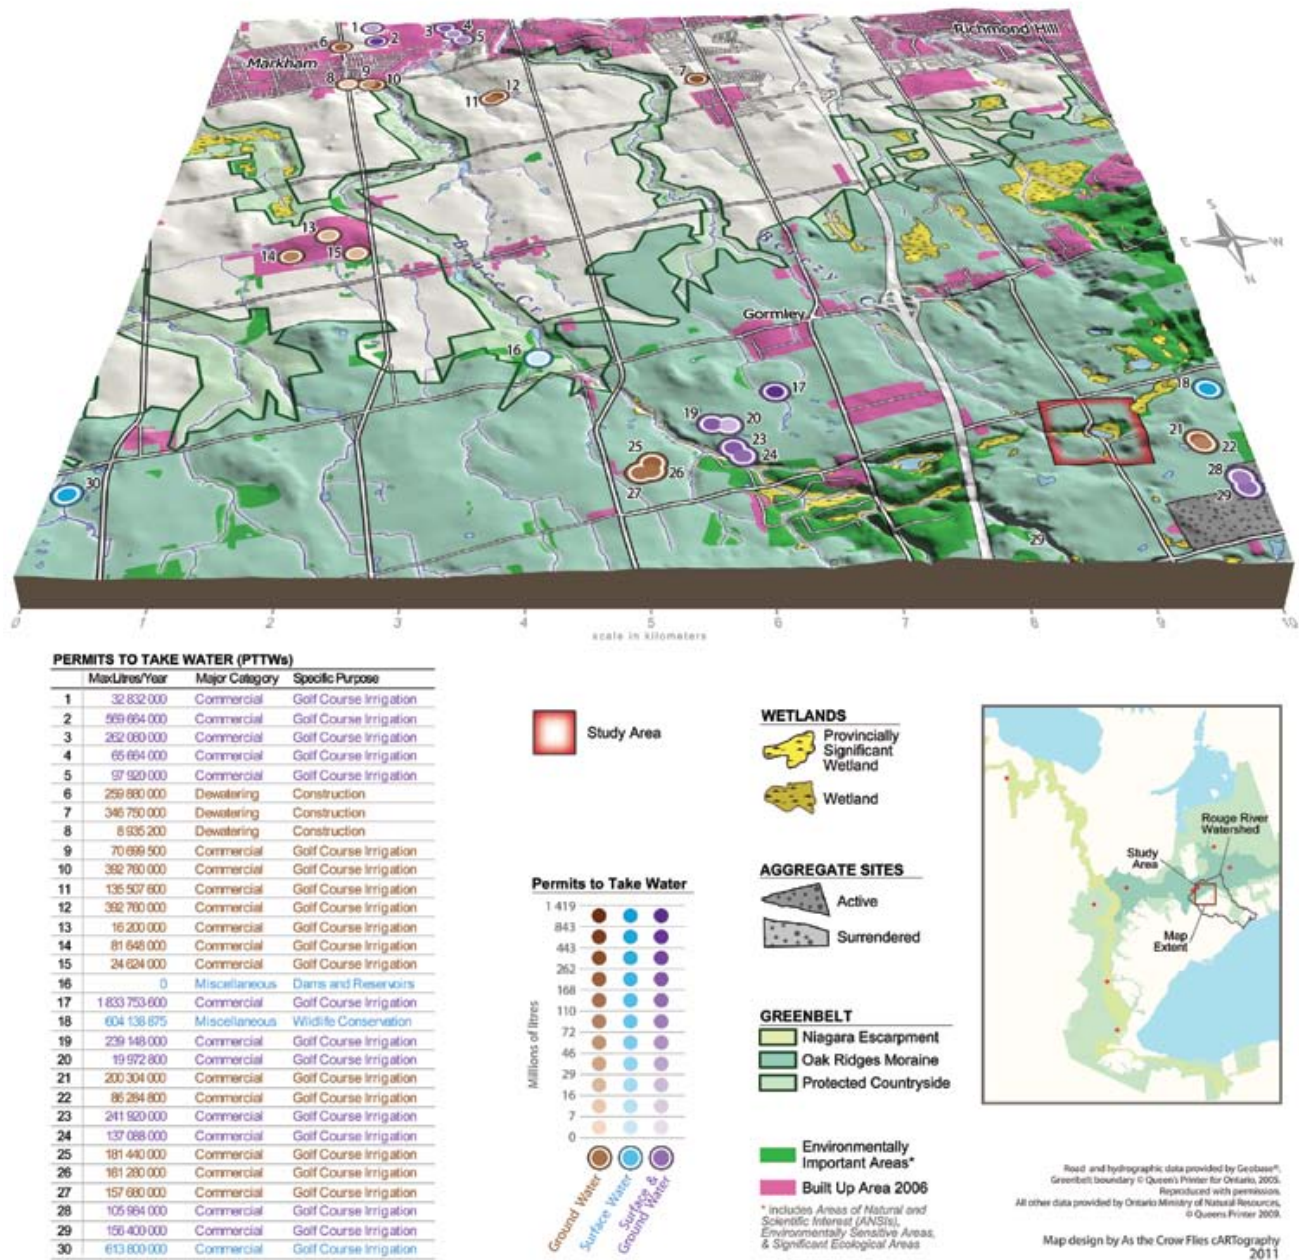 Richmond Hill
Markham
1
2
3
4
5
6
7
8
9
10
11
12
13
14
15
S
E
W
N
Bruce Cr.
Berczy
Gormley
16
17
18
19
20
21
22
23
24
25
26
27
28
29
30
29
0 1 2 3 4 5 6 7 8 9 10
scale in kilometers
PERMITS TO TAKE WATER (PTTWs)
MaxLitres/Year Major Category Specific Purpose
1 32 832 000 Commercial Golf Course Irrigation
2 569 664 000 Commercial Golf Course Irrigation
3 262 080 000 Commercial Golf Course Irrigation
4 65 664 000 Commercial Golf Course Irrigation
5 97 920 000 Commercial Golf Course Irrigation
6 259 880 000 Dewatering Construction
7 346 750 000 Dewatering Construction
8 8 935 200 Dewatering Construction
9 70 699 500 Commercial Golf Course Irrigation
10 392 760 000 Commercial Golf Course Irrigation
11 135 507 600 Commercial Golf Course Irrigation
12 392 760 000 Commercial Golf Course Irrigation
13 16 200 000 Commercial Golf Course Irrigation
14 81 648 000 Commercial Golf Course Irrigation
15 24 624 000 Commercial Golf Course Irrigation
16 0 Miscellaneous Dams and Reservoirs
17 1 833 753 600 Commercial Golf Course Irrigation
18 604 138 875 Miscellaneous Wildlife Conservation
19 239 148 000 Commercial Golf Course Irrigation
20 19 972 800 Commercial Golf Course Irrigation
21 200 304 000 Commercial Golf Course Irrigation
22 86 284 800 Commercial Golf Course Irrigation
23 241 920 000 Commercial Golf Course Irrigation
24 137 088 000 Commercial Golf Course Irrigation
25 181 440 000 Commercial Golf Course Irrigation
26 161 280 000 Commercial Golf Course Irrigation
27 157 680 000 Commercial Golf Course Irrigation
28 105 984 000 Commercial Golf Course Irrigation
29 156 400 000 Commercial Golf Course Irrigation
30 613 800 000 Commercial Golf Course Irrigation
Study Area
Permits to Take Water
1 419
843
443
262
168
110
72
46
29
16
7
0
Millions of litres
Ground Water
Surface Water
Surface &
Ground Water
WETLANDS
Provincially
Significant
Wetland
Wetland
AGGREGATE SITES
Active
Surrendered
GREENBELT
Niagara Escarpment
Oak Ridges Moraine
Protected Countryside
Environmentally
Important Areas*
Built Up Area 2006
* includes Areas of Natural and
Scientific Interest (ANSIs),
Environmentally Sensitive Areas,
& Significant Ecological Areas
Rouge River
Watershed
Study
Area
Map
Extent
Road and hydrographic data provided by Geobase®.
Greenbelt boundary © Queen's Printer for Ontario, 2005.
Reproduced with permission.
All other data provided by Ontario Ministry of Natural Resources,
© Queens Printer 2009.
Map design by As the Crow Flies cARTography
2011